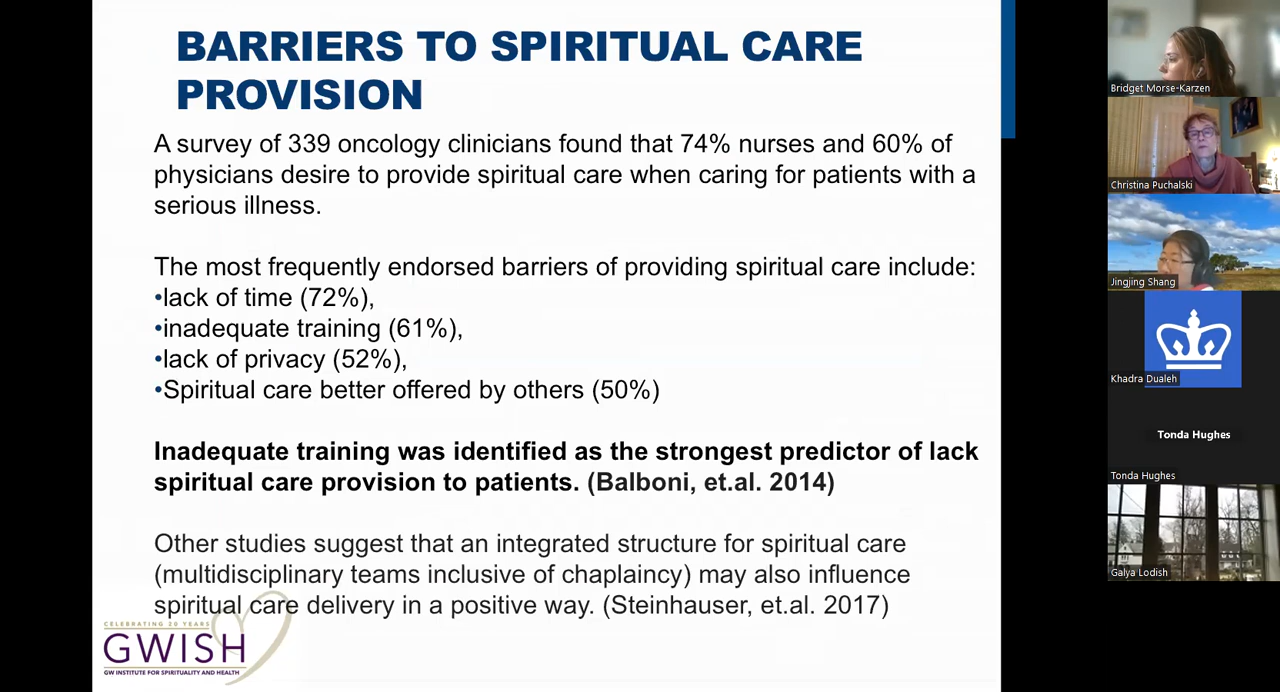 BARRIERS TO SPIRITUAL CARE
PROVISION
A survey of 339 oncology clinicians found that 74% nurses and 60% of
physicians desire to provide spiritual care when caring for patients with a
serious illness.
The most frequently endorsed barriers of providing spiritual care include:
•lack of time (72%),
•inadequate training (61%),
•lack of privacy (52%),
•Spiritual care better offered by others (50%)
Inadequate training was identified as the strongest predictor of lack
spiritual care provision to patients. (Balboni, et.al. 2014)
Other studies suggest that an integrated structure for spiritual care
(multidisciplinary teams inclusive of chaplaincy) may also influence
spiritual care delivery in a positive way. (Steinhauser, et.al. 2017)
CELEBRATING 20 YEARS
GWISH
GW INSTITUTE FOR SPIRITUALITY AND HEALTH
Bridget Morse-Karzen
Christina Puchalski
Jingjing Shang
Khadra Dualeh
Tonda Hughes
Tonda Hughes
Galya Lodish